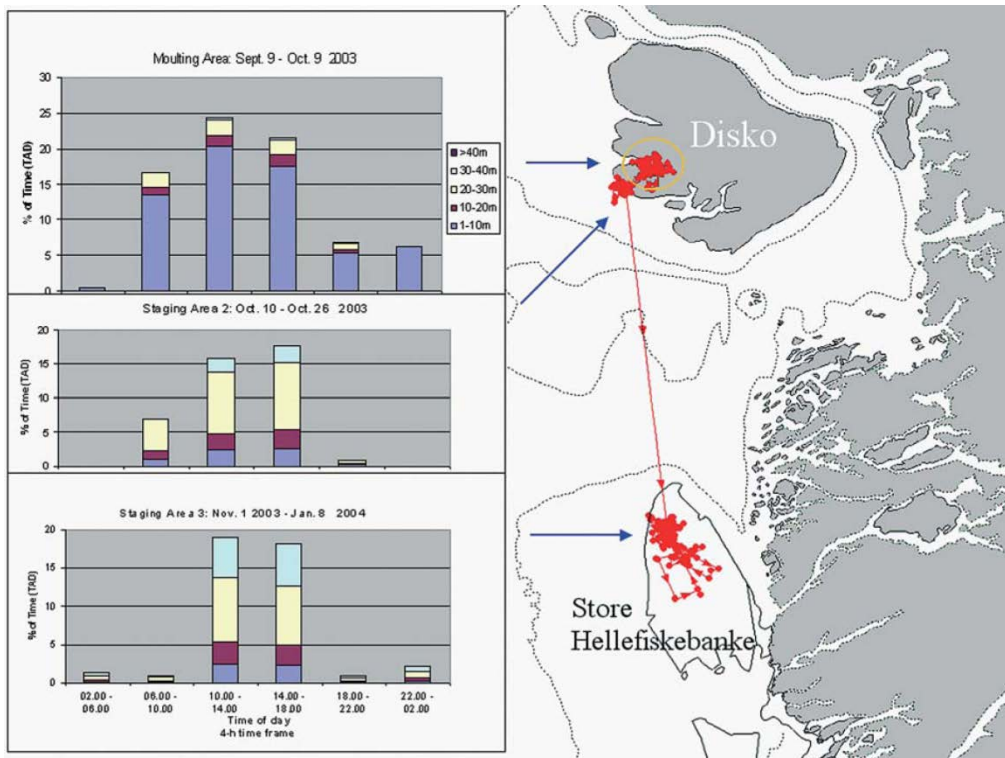 Moulting Area: Sept. 9 - Oct. 9 2003
% of Time (TAD)
30
25
20
15
10
5
0
>40m
30-40m
20-30m
10-20m
1-10m
Staging Area 2: Oct. 10 - Oct. 26 2003
% of Time (TAD)
20
15
10
5
0
Staging Area 3: Nov. 1 2003 - Jan. 8 2004
% of Time (TAD)
20
15
10
5
0
02.00 - 06.00 - 10.00 - 14.00 - 18.00 - 22.00 -
06.00 10.00 14.00 18.00 22.00 02.00
Time of day
4-h time frame
Disko
Store
Hellefiskebanke